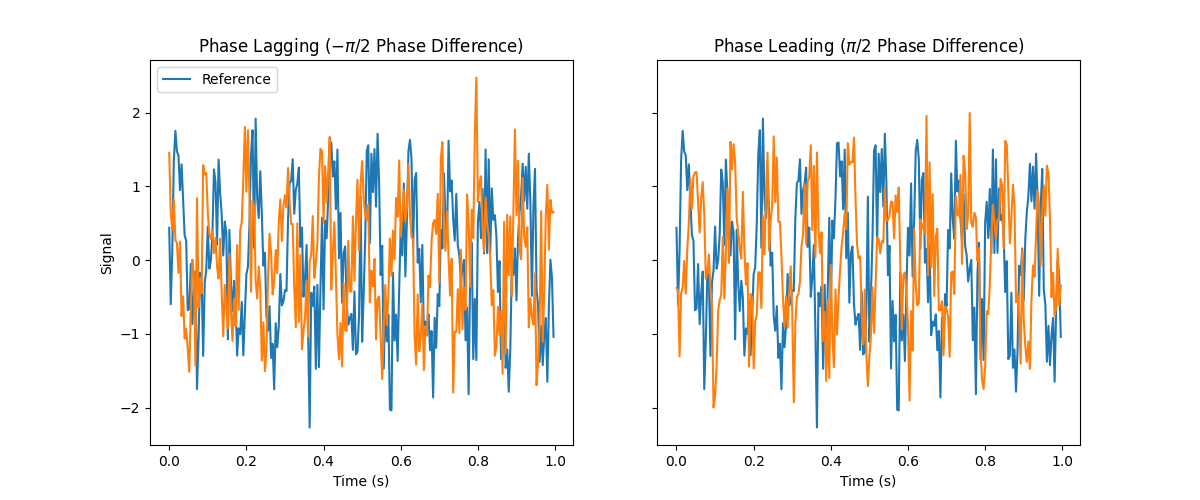 Phase Lagging (−π/2 Phase Difference)
Reference
Signal
2
1
0
−1
−2
0.0 0.2 0.4 0.6 0.8 1.0
Time (s)
Phase Leading (π/2 Phase Difference)
0.0 0.2 0.4 0.6 0.8 1.0
Time (s)